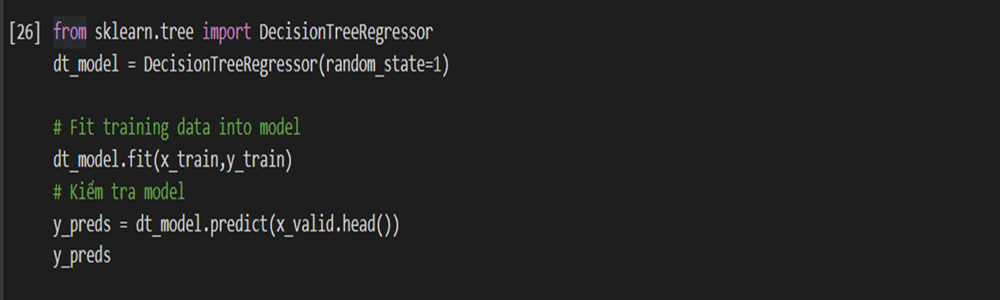 [26] from sklearn.tree import DecisionTreeRegressor
dt_model = DecisionTreeRegressor(random_state=1)
# Fit training data into model
dt_model.fit(x_train,y_train)
# Kiểm tra model
y_preds = dt_model.predict(x_valid.head())
y_preds